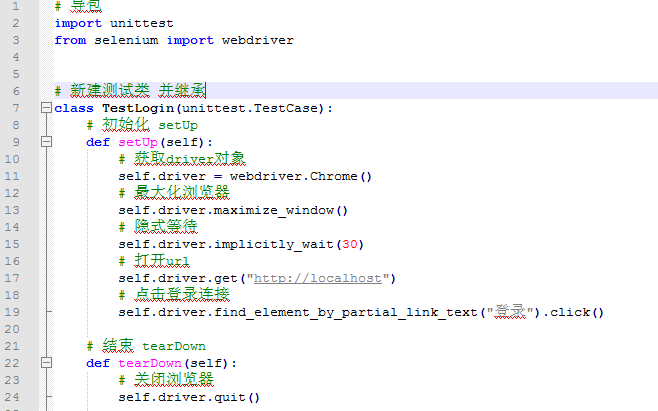 1 # 导包
2 import unittest
3 from selenium import webdriver
4
5
6 # 新建测试类 并继承
7 class TestLogin(unittest.TestCase):
8 # 初始化 setUp
9 def setUp(self):
10 # 获取driver对象
11 self.driver = webdriver.Chrome()
12 # 最大化浏览器
13 self.driver.maximize_window()
14 # 隐式等待
15 self.driver.implicitly_wait(30)
16 # 打开url
17 self.driver.get("http://localhost")
18 # 点击登录连接
19 self.driver.find_element_by_partial_link_text("登录").click()
20
21 # 结束 tearDown
22 def tearDown(self):
23 # 关闭浏览器
24 self.driver.quit()